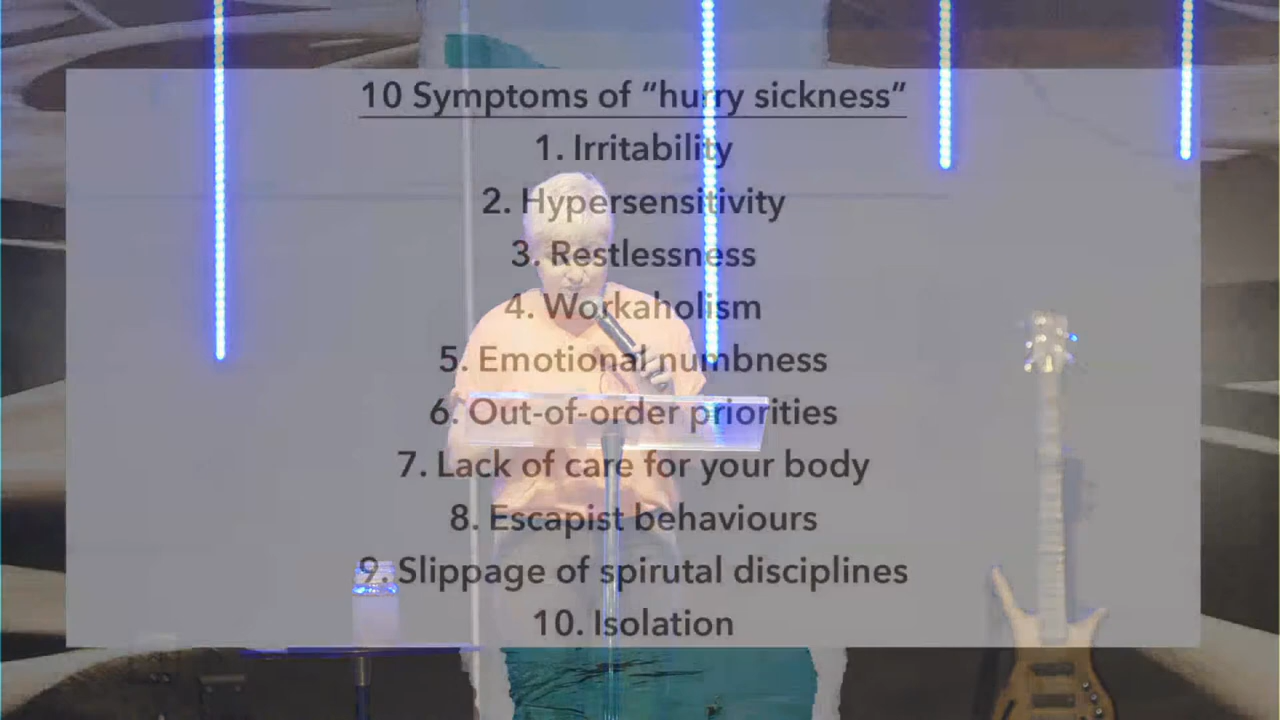 10 Symptoms of “hurry sickness”
1. Irritability
2. Hypersensitivity
3. Restlessness
4. Workaholism
5. Emotional numbness
6. Out-of-order priorities
7. Lack of care for your body
8. Escapist behaviours
9. Slippage of spirutal disciplines
10. Isolation